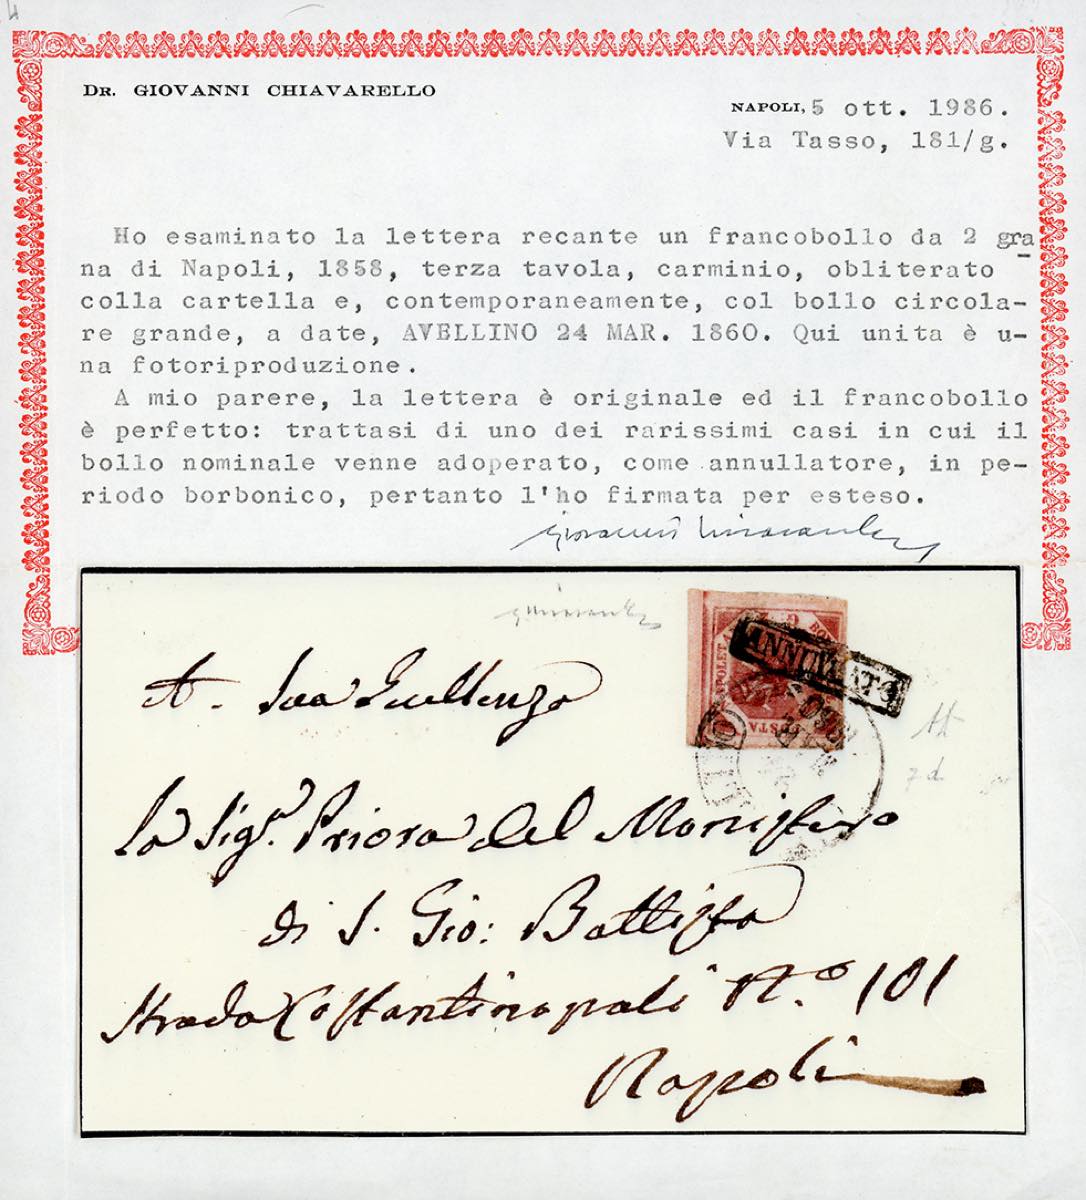 Dr. GIOVANNI CHIAVARELLO
NAPOLI, 5 ott. 1986.
Via Tasso, 181/g.
Ho esaminato la lettera recante un francobollo da 2 gra
na di Napoli, 1858, terza tavola, carminio, obliterato
colla cartella e, contemporaneamente, col bollo circola-
re grande, a date, AVELLINO 24 MAR. 1860. Qui unita è u-
na fotoriproduzione.
A mio parere, la lettera è originale ed il francobollo
è perfetto: trattasi di uno dei rarissimi casi in cui il
bollo nominale venne adoperato, come annullatore, in pe-
riodo borbonico, pertanto l'ho firmata per esteso.
ANNULLATO
A. Sua Eccellenza
La Sig.ª Priora del Monistero
di S. Gio: Battista
Strada Costantinopoli N.º 101
Napoli